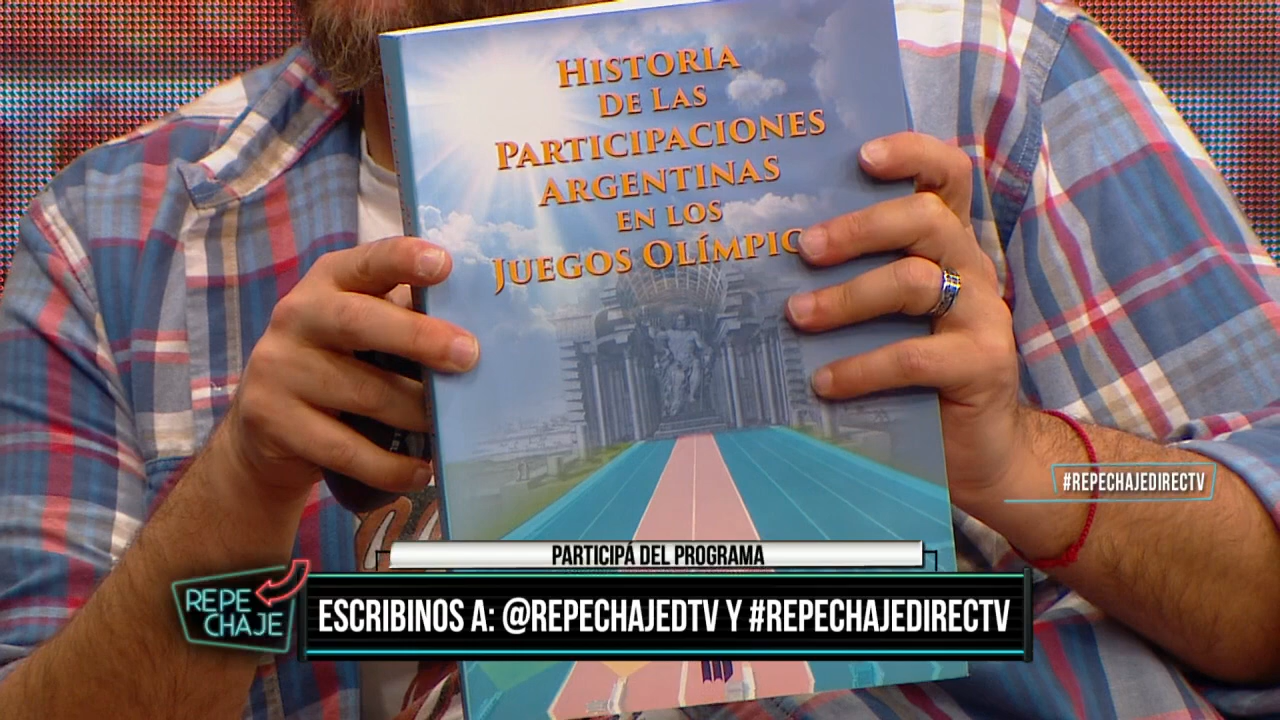 HISTORIA
DE LAS
PARTICIPACIONES
ARGENTINAS
EN LOS
JUEGOS OLÍMPIC
#REPECHAJEDIRECTV
PARTICIPÁ DEL PROGRAMA
REPE
CHAJE
ESCRIBINOS A: @REPECHAJEDTV Y #REPECHAJEDIRECTV